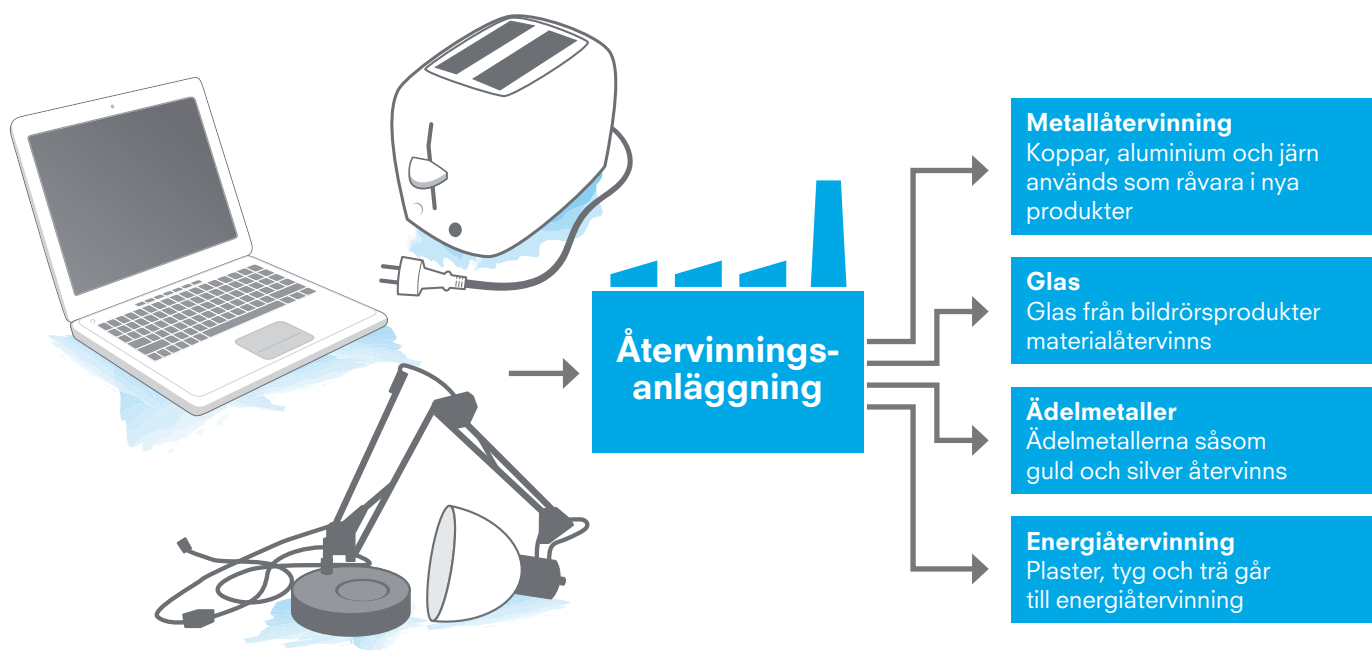 Återvinnings-
anläggning
Metallåtervinning
Koppar, aluminium och järn
används som råvara i nya
produkter
Glas
Glas från bildrörsprodukter
materialåtervinns
Ädelmetaller
Ädelmetallerna såsom
guld och silver återvinns
Energiåtervinning
Plaster, tyg och trä går
till energiåtervinning